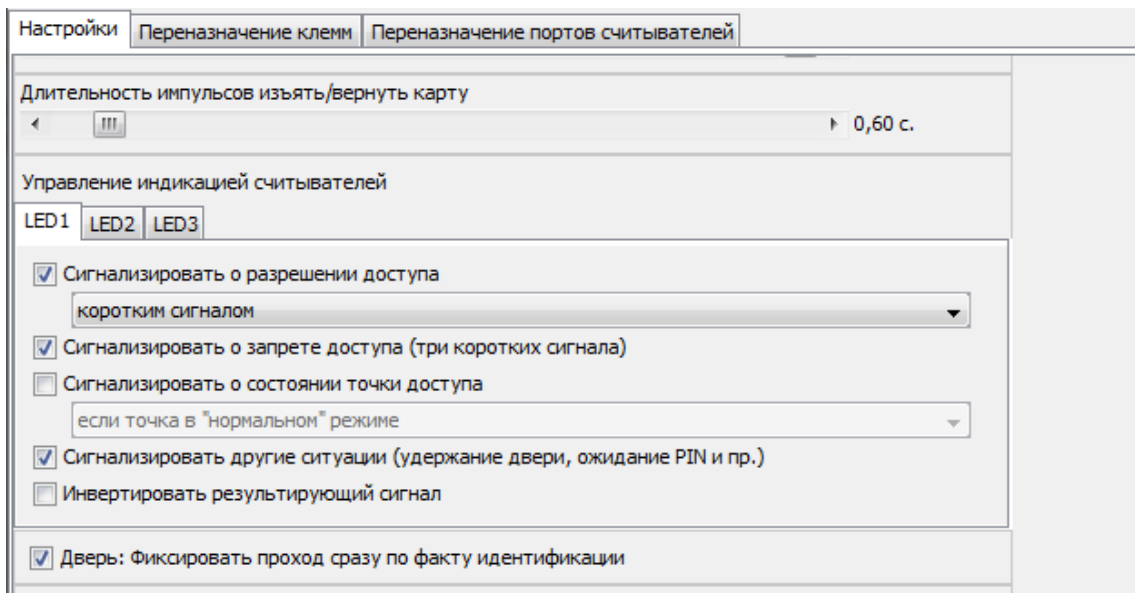 Настройки Переназначение клемм Переназначение портов считывателей
Длительность импульсов изъять/вернуть карту
0,60 с.
Управление индикацией считывателей
LED1 LED2 LED3
Сигнализировать о разрешении доступа
коротким сигналом
Сигнализировать о запрете доступа (три коротких сигнала)
Сигнализировать о состоянии точки доступа
если точка в "нормальном" режиме
Сигнализировать другие ситуации (удержание двери, ожидание PIN и пр.)
Инвертировать результирующий сигнал
Дверь: Фиксировать проход сразу по факту идентификации